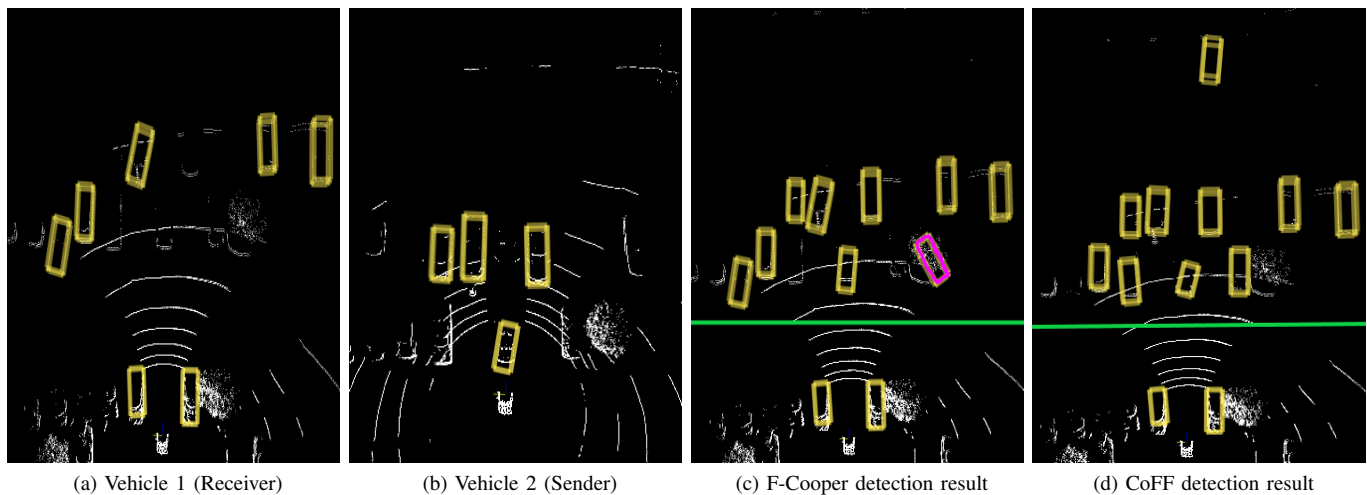 (a) Vehicle 1 (Receiver)
(b) Vehicle 2 (Sender)
(c) F-Cooper detection result
(d) CoFF detection result